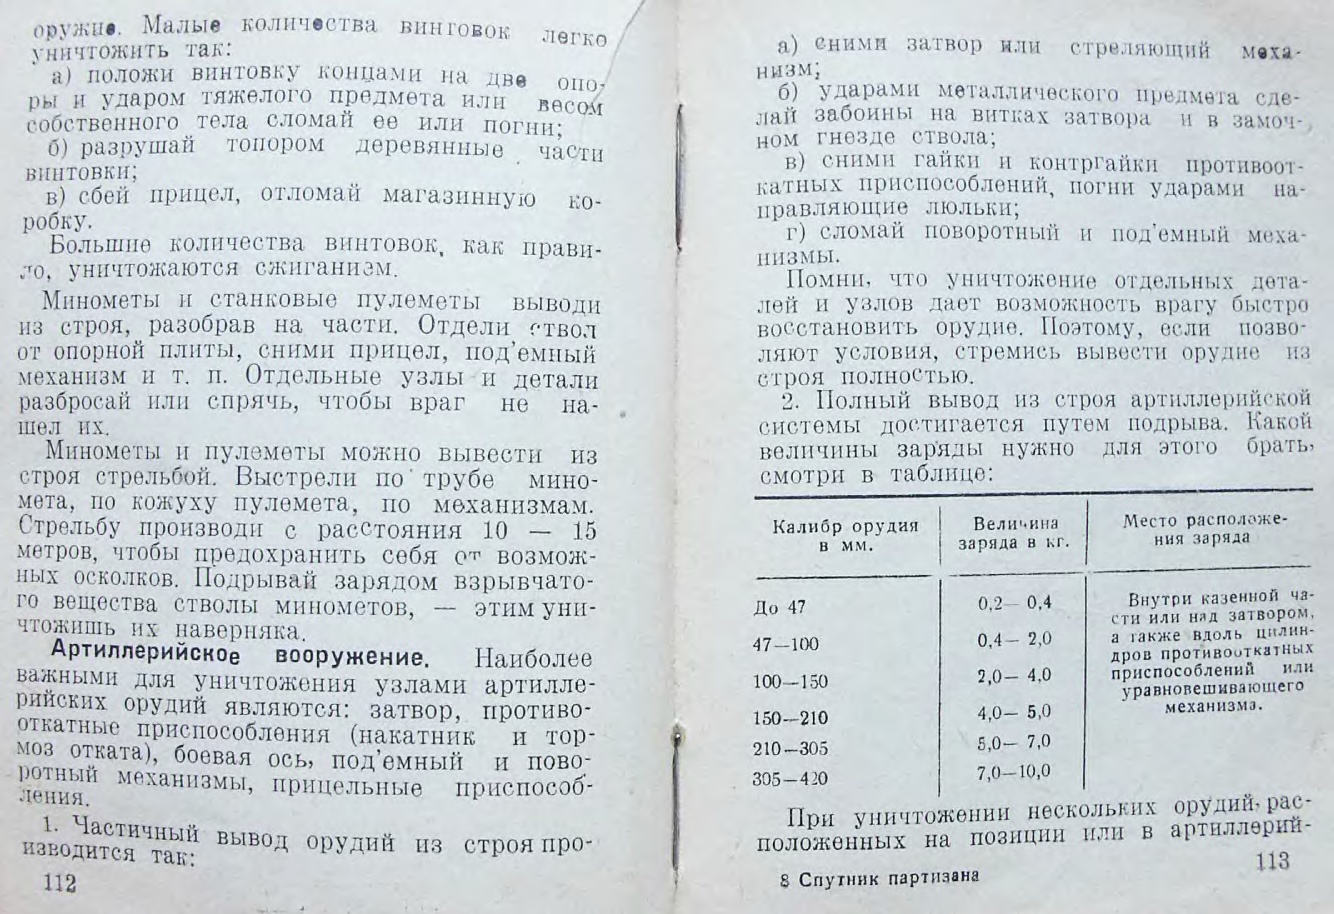 оружие. Малые количества винтовок легко
уничтожить так:
а) положи винтовку концами на две опо-
ры и ударом тяжелого предмета или весом
собственного тела сломай ее или погни;
б) разрушай топором деревянные части
винтовки;
в) сбей прицел, отломай магазинную ко-
робку.
Большие количества винтовок, как прави-
ло, уничтожаются сжиганием.
Минометы и станковые пулеметы выводи
из строя, разобрав на части. Отдели ствол
от опорной плиты, сними прицел, под'емный
механизм и т. п. Отдельные узлы и детали
разбросай или спрячь, чтобы враг не на-
шел их.
Минометы и пулеметы можно вывести из
строя стрельбой. Выстрели по трубе мино-
мета, по кожуху пулемета, по механизмам.
Стрельбу производи с расстояния 10 — 15
метров, чтобы предохранить себя от возмож-
ных осколков. Подрывай зарядом взрывчато-
го вещества стволы минометов, — этим уни-
чтожишь их наверняка.
Артиллерийское вооружение. Наиболее
важными для уничтожения узлами артилле-
рийских орудий являются: затвор, противо-
откатные приспособления (накатник и тор-
моз отката), боевая ось, под'емный и пово-
ротный механизмы, прицельные приспособ-
ления.
1. Частичный вывод орудий из строя про-
изводится так:
112
а) сними затвор или стреляющий меха-
низм;
б) ударами металлического предмета сде-
лай забоины на витках затвора и в замоч-
ном гнезде ствола;
в) сними гайки и контргайки противоот-
катных приспособлений, погни ударами на-
правляющие люльки;
г) сломай поворотный и под'емный меха-
низмы.
Помни, что уничтожение отдельных дета-
лей и узлов дает возможность врагу быстро
восстановить орудие. Поэтому, если позво-
ляют условия, стремись вывести орудие из
строя полностью.
2. Полный вывод из строя артиллерийской
системы достигается путем подрыва. Какой
величины заряды нужно для этого брать,
смотри в таблице:
Калибр орудия
в мм.
Величина
заряда в кг.
Место расположе-
ния заряда
До 47 0,2— 0,4
47—100 0,4— 2,0
100—150 2,0— 4,0
150—210 4,0— 5,0
210—305 5,0— 7,0
305—420 7,0—10,0
Внутри казенной ча-
сти или над затвором,
а также вдоль цилин-
дров противооткатных
приспособлений или
уравновешивающего
механизма.
При уничтожении нескольких орудий, рас-
положенных на позиции или в артиллерий-
8 Спутник партизана
113